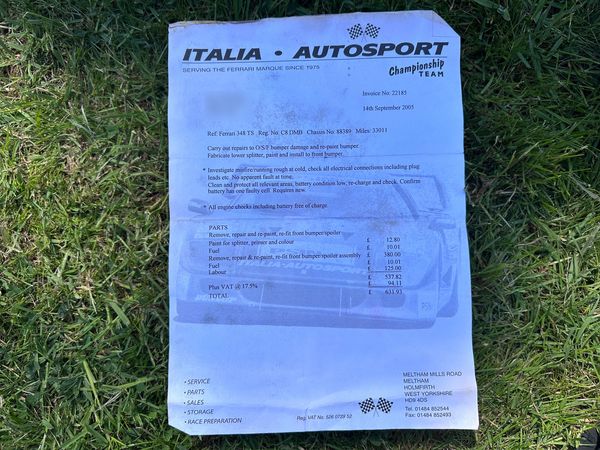 ITALIA • AUTOSPORT
SERVING THE FERRARI MARQUE SINCE 1975
Championship
TEAM
Invoice No: 22185
14th September 2005
Ref: Ferrari 348 TS Reg. No: C8 DMB Chassis No: 88389 Miles: 33011
Carry out repairs to O/S/F bumper damage and re-paint bumper.
Fabricate lower splitter, paint and install to front bumper.
* Investigate misfire/running rough at cold, check all electrical connections including plug
leads etc. No apparent fault at time.
Clean and protect all relevant areas, battery condition low, re-charge and check. Confirm
battery has one faulty cell. Requires new.
* All engine checks including battery free of charge.
PARTS
Remove, repair and re-paint, re-fit front bumper/spoiler
Paint for splitter, primer and colour £ 12.80
Fuel £ 10.01
Remove, repair & re-paint, re-fit front bumper/spoiler assembly £ 380.00
Fuel £ 10.01
Labour £ 125.00
£ 537.82
Plus VAT @ 17.5% £ 94.11
TOTAL £ 631.93
• SERVICE
• PARTS
• SALES
• STORAGE
• RACE PREPARATION
Reg. VAT No: 526 0729 52
MELTHAM MILLS ROAD
MELTHAM
HOLMFIRTH
WEST YORKSHIRE
HD9 4DS
Tel. 01484 852544
Fax: 01484 852493